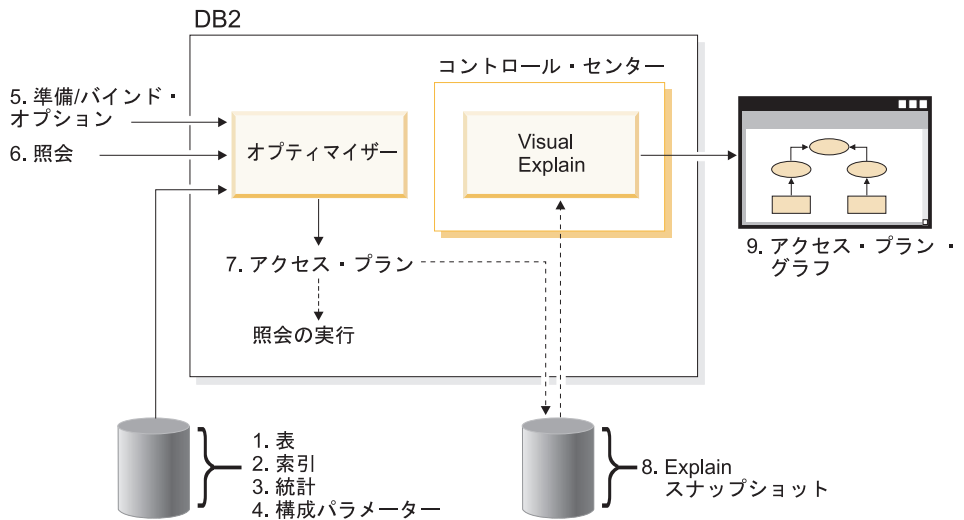 DB2
コントロール・センター
5. 準備/バインド・
オプション
6. 照会
オプティマイザー
Visual
Explain
7. アクセス・プラン
照会の実行
9. アクセス・プラン・
グラフ
1. 表
2. 索引
3. 統計
4. 構成パラメーター
8. Explain
スナップショット